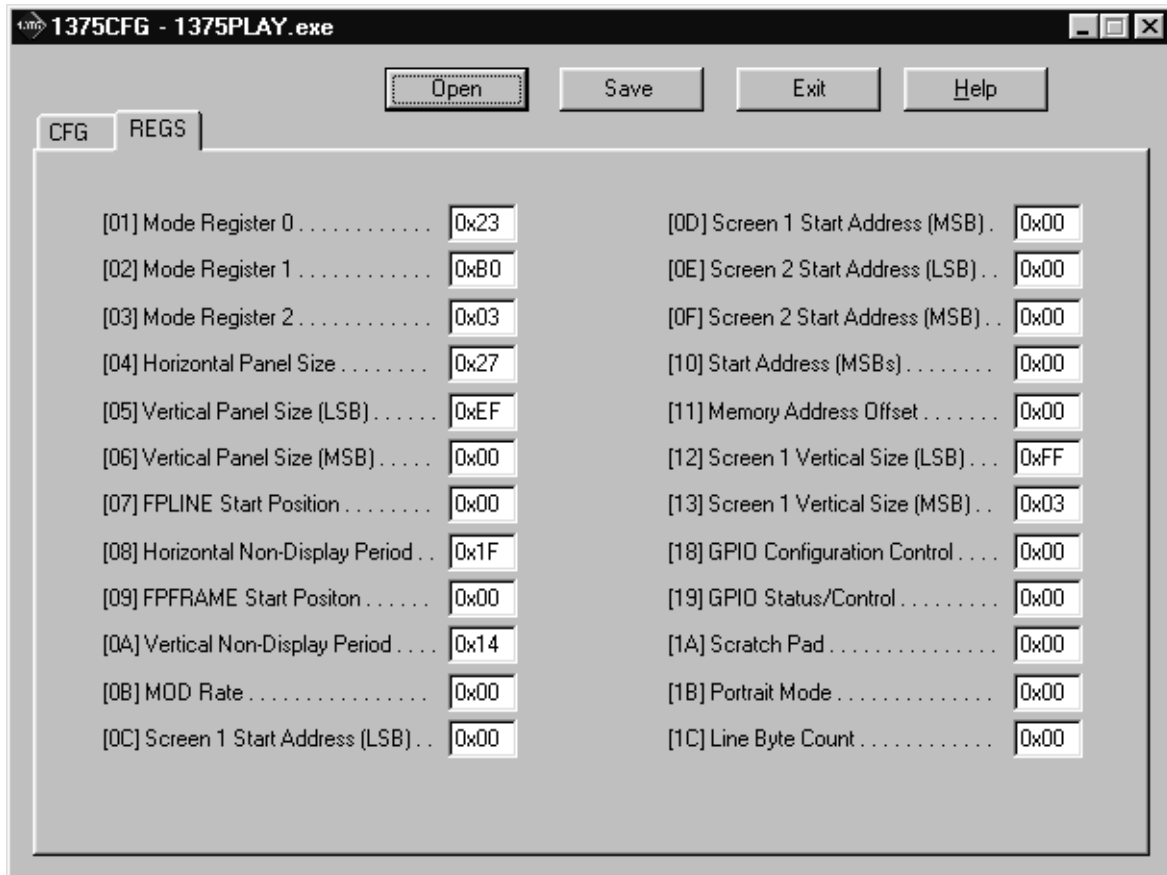 1375CFG - 1375PLAY.exe
Open Save Exit Help
CFG REGS
[01] Mode Register 0 . . . . . . . . . . . . 0x23
[02] Mode Register 1 . . . . . . . . . . . . 0xB0
[03] Mode Register 2 . . . . . . . . . . . . 0x03
[04] Horizontal Panel Size . . . . . . . . 0x27
[05] Vertical Panel Size (LSB) . . . . . . 0xEF
[06] Vertical Panel Size (MSB) . . . . . 0x00
[07] FPLINE Start Position . . . . . . . . 0x00
[08] Horizontal Non-Display Period . . 0x1F
[09] FPFRAME Start Positon . . . . . . 0x00
[0A] Vertical Non-Display Period . . . . 0x14
[0B] MOD Rate . . . . . . . . . . . . . . . . 0x00
[0C] Screen 1 Start Address (LSB) . . 0x00
[0D] Screen 1 Start Address (MSB) . 0x00
[0E] Screen 2 Start Address (LSB) . . 0x00
[0F] Screen 2 Start Address (MSB) . . 0x00
[10] Start Address (MSBs) . . . . . . . . 0x00
[11] Memory Address Offset . . . . . . . 0x00
[12] Screen 1 Vertical Size (LSB) . . . 0xFF
[13] Screen 1 Vertical Size (MSB) . . 0x03
[18] GPIO Configuration Control . . . . 0x00
[19] GPIO Status/Control . . . . . . . . . 0x00
[1A] Scratch Pad . . . . . . . . . . . . . . 0x00
[1B] Portrait Mode . . . . . . . . . . . . . . 0x00
[1C] Line Byte Count . . . . . . . . . . . . 0x00